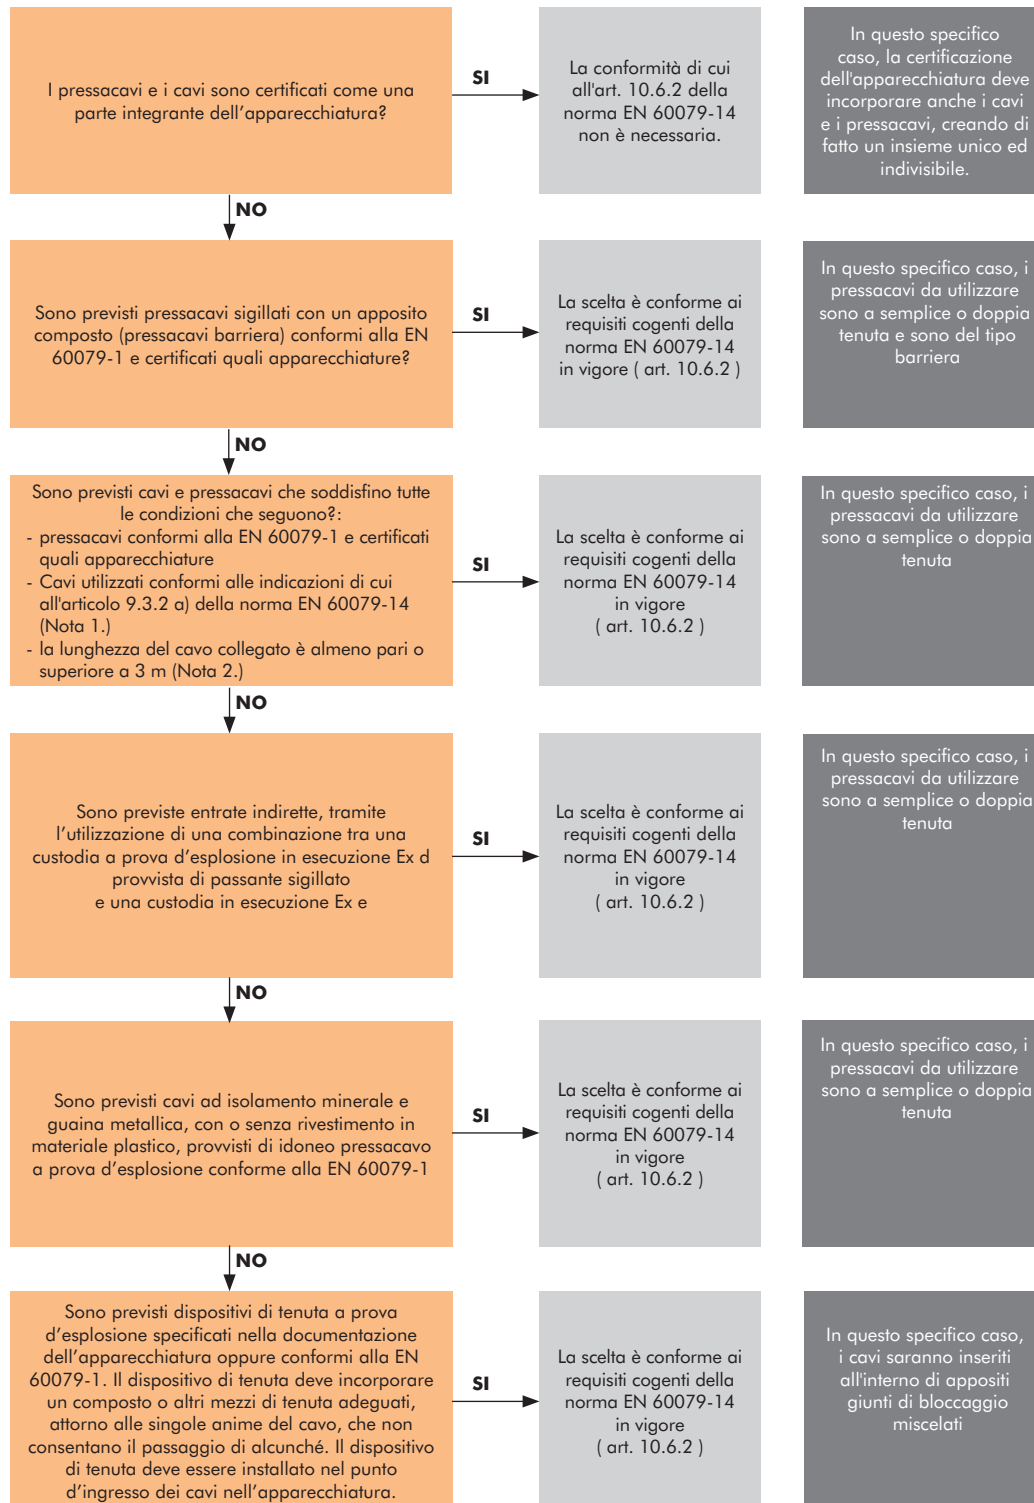 I pressacavi e i cavi sono certificati come una
parte integrante dell'apparecchiatura?
SI
La conformità di cui
all'art. 10.6.2 della
norma EN 60079-14
non è necessaria.
In questo specifico
caso, la certificazione
dell'apparecchiatura deve
incorporare anche i cavi
e i pressacavi, creando di
fatto un insieme unico ed
indivisibile.
NO
Sono previsti pressacavi sigillati con un apposito
composto (pressacavi barriera) conformi alla EN
60079-1 e certificati quali apparecchiature?
SI
La scelta è conforme ai
requisiti cogenti della
norma EN 60079-14
in vigore ( art. 10.6.2 )
In questo specifico caso, i
pressacavi da utilizzare
sono a semplice o doppia
tenuta e sono del tipo
barriera
NO
Sono previsti cavi e pressacavi che soddisfino tutte
le condizioni che seguono?:
- pressacavi conformi alla EN 60079-1 e certificati
quali apparecchiature
- Cavi utilizzati conformi alle indicazioni di cui
all'articolo 9.3.2 a) della norma EN 60079-14
(Nota 1.)
- la lunghezza del cavo collegato è almeno pari o
superiore a 3 m (Nota 2.)
SI
La scelta è conforme ai
requisiti cogenti della
norma EN 60079-14
in vigore
( art. 10.6.2 )
In questo specifico caso, i
pressacavi da utilizzare
sono a semplice o doppia
tenuta
NO
Sono previste entrate indirette, tramite
l'utilizzazione di una combinazione tra una
custodia a prova d'esplosione in esecuzione Ex d
provvista di passante sigillato
e una custodia in esecuzione Ex e
SI
La scelta è conforme ai
requisiti cogenti della
norma EN 60079-14
in vigore
( art. 10.6.2 )
In questo specifico caso, i
pressacavi da utilizzare
sono a semplice o doppia
tenuta
NO
Sono previsti cavi ad isolamento minerale e
guaina metallica, con o senza rivestimento in
materiale plastico, provvisti di idoneo pressacavo
a prova d'esplosione conforme alla EN 60079-1
SI
La scelta è conforme ai
requisiti cogenti della
norma EN 60079-14
in vigore
( art. 10.6.2 )
In questo specifico caso, i
pressacavi da utilizzare
sono a semplice o doppia
tenuta
NO
Sono previsti dispositivi di tenuta a prova
d'esplosione specificati nella documentazione
dell'apparecchiatura oppure conformi alla EN
60079-1. Il dispositivo di tenuta deve incorporare
un composto o altri mezzi di tenuta adeguati,
attorno alle singole anime del cavo, che non
consentano il passaggio di alcunché. Il dispositivo
di tenuta deve essere installato nel punto
d'ingresso dei cavi nell'apparecchiatura.
SI
La scelta è conforme ai
requisiti cogenti della
norma EN 60079-14
in vigore
( art. 10.6.2 )
In questo specifico caso,
i cavi saranno inseriti
all'interno di appositi
giunti di bloccaggio
miscelati